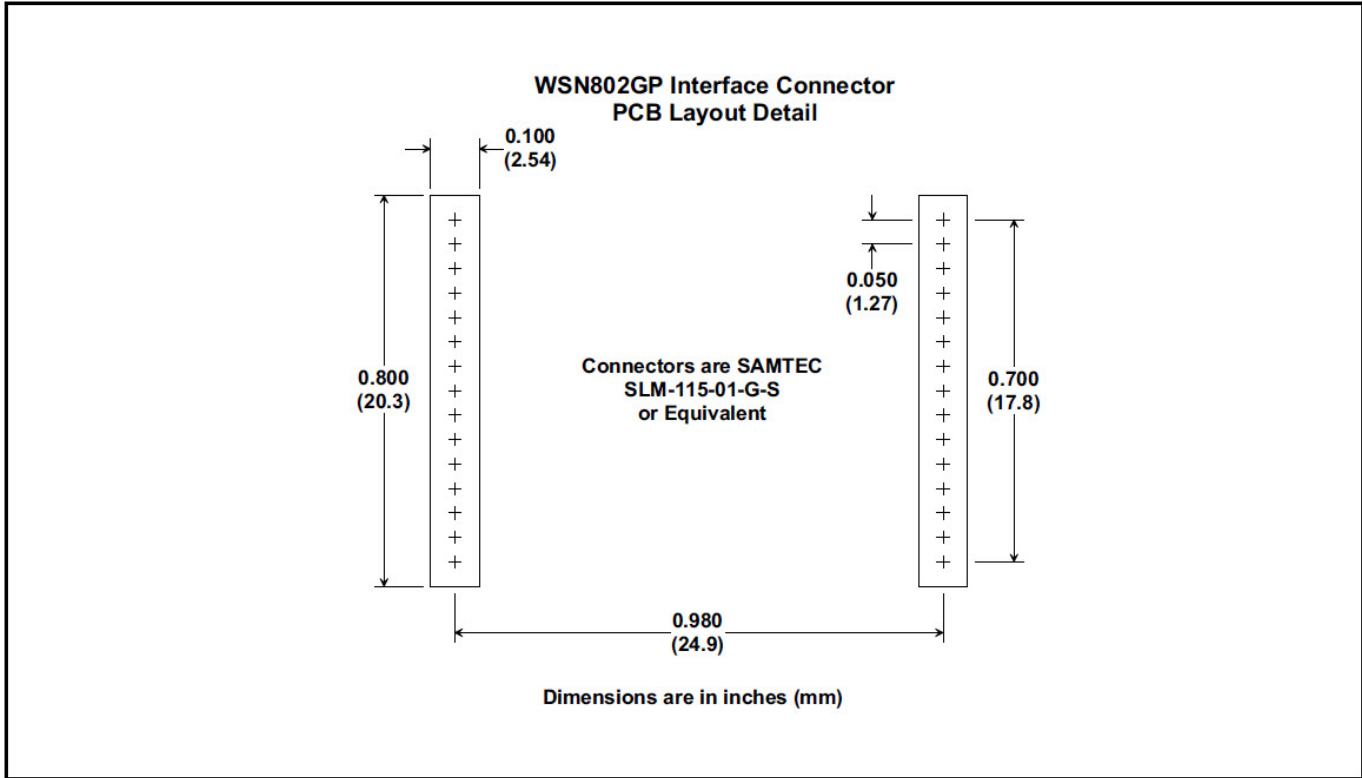 WSN802GP Interface Connector
PCB Layout Detail
0.100
(2.54)
0.050
(1.27)
0.800
(20.3)
Connectors are SAMTEC
SLM-115-01-G-S
or Equivalent
0.700
(17.8)
0.980
(24.9)
Dimensions are in inches (mm)